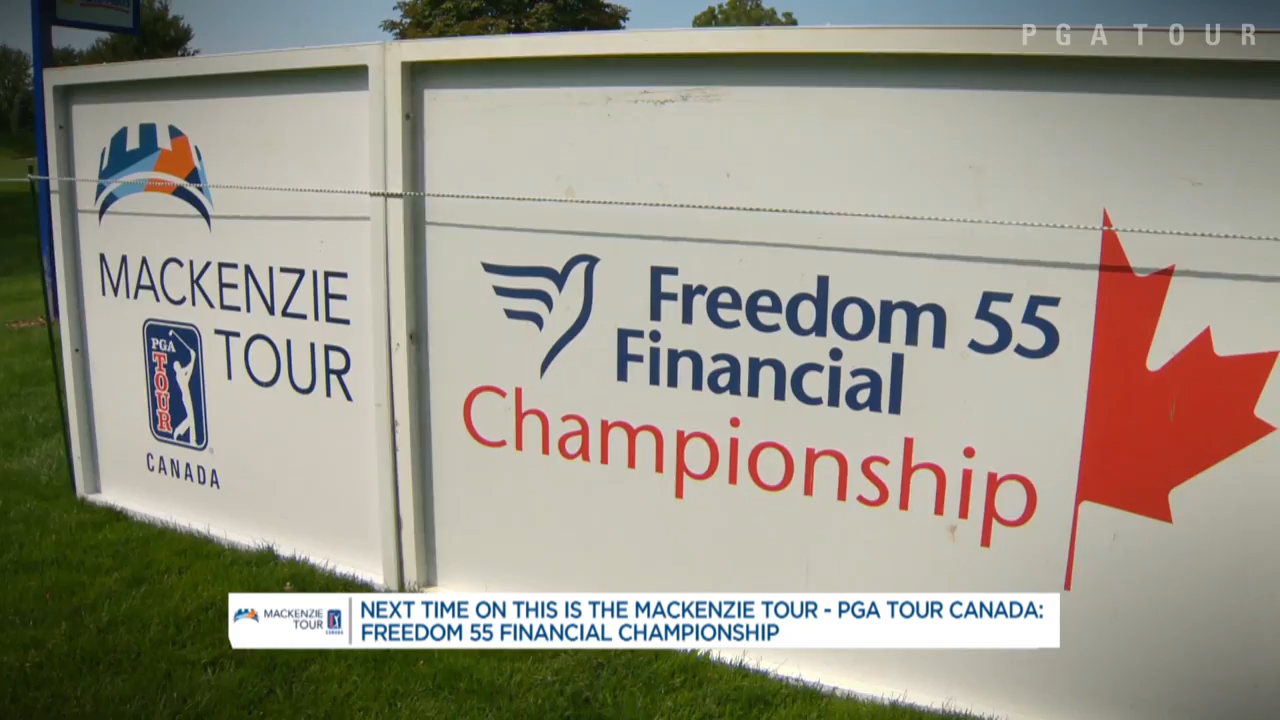 PGA TOUR
MACKENZIE
TOUR
PGA
TOUR
CANADA
Freedom 55
Financial
Championship
MACKENZIE
TOUR
NEXT TIME ON THIS IS THE MACKENZIE TOUR - PGA TOUR CANADA:
FREEDOM 55 FINANCIAL CHAMPIONSHIP